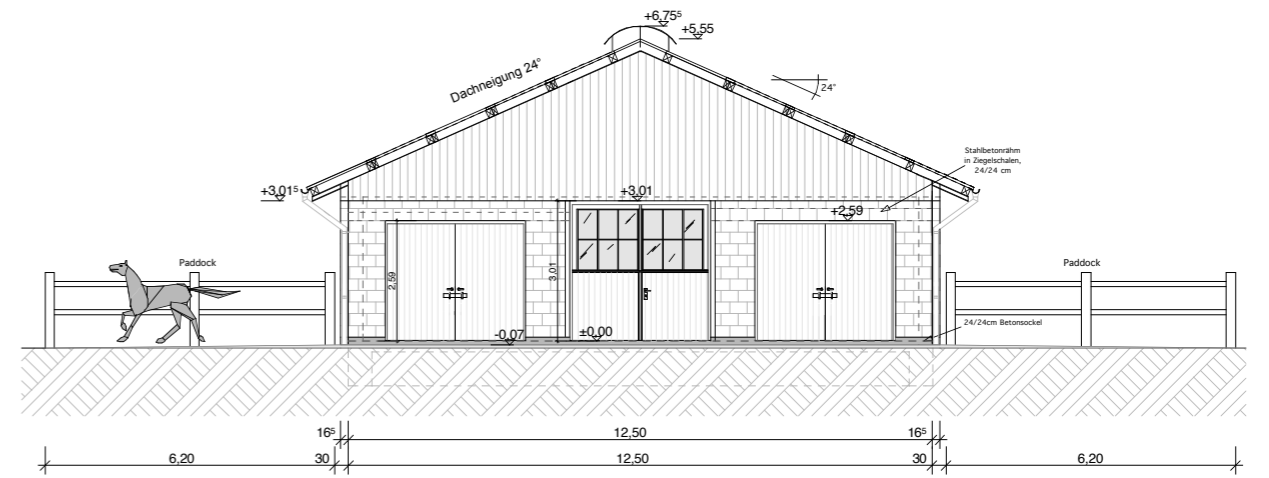 +6.75⁵
+5.55
Dachneigung 24°
24°
Stahlbetonrähm
in Ziegelschalen,
24/24 cm
+3.01⁵
+3.01
+2.59
Paddock
2,59
3,01
Paddock
-0.07
±0.00
24/24cm Betonsockel
16⁵
12,50
16⁵
6,20
30
12,50
30
6,20